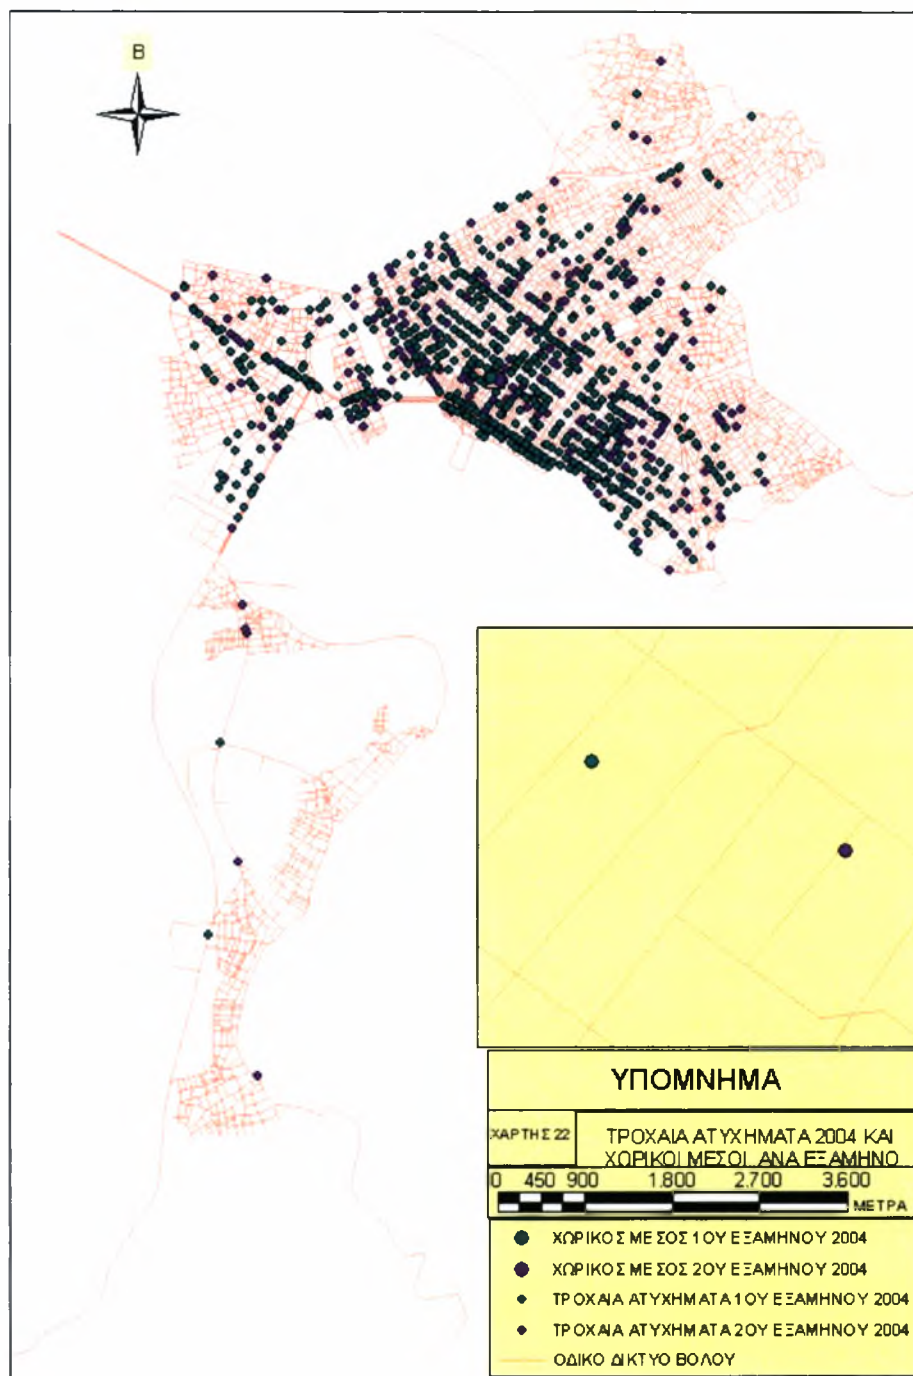 Β
ΥΠΟΜΝΗΜΑ
ΧΑΡΤΗΣ 22
ΤΡΟΧΑΙΑ ΑΤΥΧΗΜΑΤΑ 2004 ΚΑΙ
ΧΩΡΙΚΟΙ ΜΕΣΟΙ ΑΝΑ ΕΞΑΜΗΝΟ
0 450 900 1.800 2.700 3.600
ΜΕΤΡΑ
ΧΩΡΙΚΟΣ ΜΕΣΟΣ 1ΟΥ ΕΞΑΜΗΝΟΥ 2004
ΧΩΡΙΚΟΣ ΜΕΣΟΣ 2ΟΥ ΕΞΑΜΗΝΟΥ 2004
ΤΡΟΧΑΙΑ ΑΤΥΧΗΜΑΤΑ 1ΟΥ ΕΞΑΜΗΝΟΥ 2004
ΤΡΟΧΑΙΑ ΑΤΥΧΗΜΑΤΑ 2ΟΥ ΕΞΑΜΗΝΟΥ 2004
ΟΔΙΚΟ ΔΙΚΤΥΟ ΒΟΛΟΥ